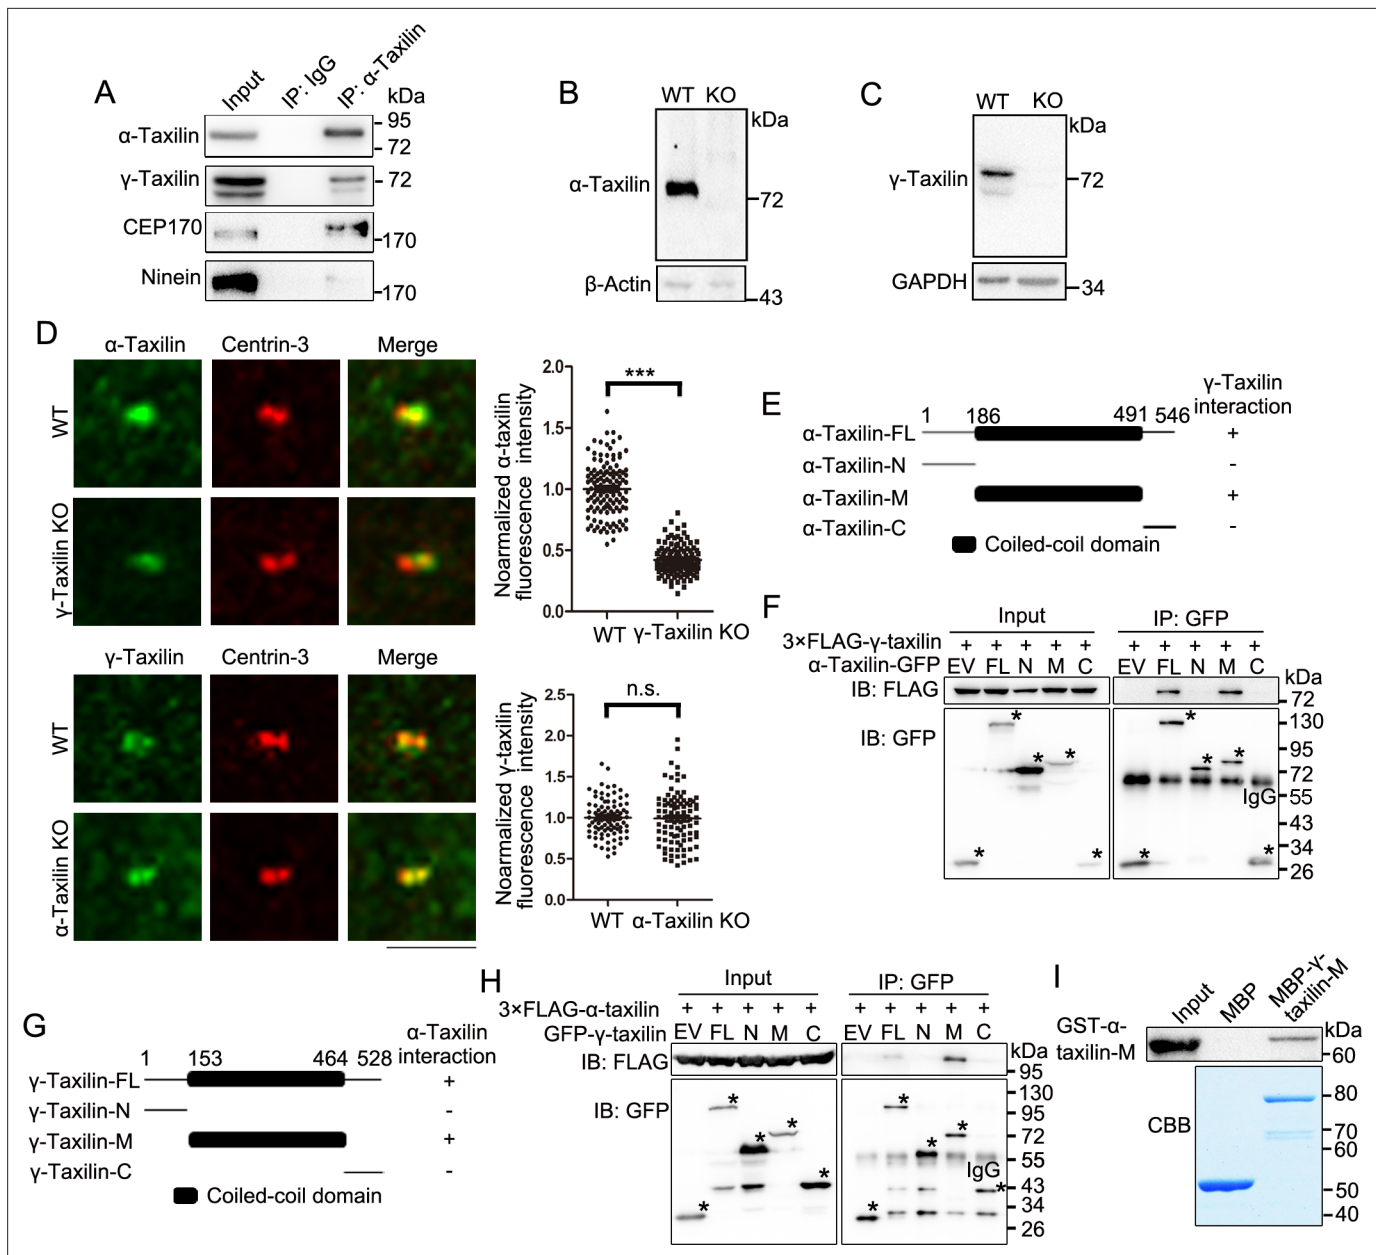 A
Input
IP: IgG
IP: α-Taxilin
kDa
α-Taxilin
95
72
γ-Taxilin
72
CEP170
170
Ninein
170
B
WT KO
kDa
α-Taxilin
72
β-Actin
43
C
WT KO
kDa
γ-Taxilin
72
GAPDH
34
D
α-Taxilin Centrin-3 Merge
WT
γ-Taxilin KO
Noarmalized α-taxilin
fluorescence intensity
2.0
1.5
1.0
0.5
0.0
***
WT γ-Taxilin KO
γ-Taxilin Centrin-3 Merge
WT
α-Taxilin KO
Noarmalized γ-taxilin
fluorescence intensity
2.5
2.0
1.5
1.0
0.5
0.0
n.s.
WT α-Taxilin KO
E
γ-Taxilin
interaction
1 186 491 546
α-Taxilin-FL +
α-Taxilin-N -
α-Taxilin-M +
α-Taxilin-C -
Coiled-coil domain
F
Input IP: GFP
3×FLAG-γ-taxilin + + + + + + + + + +
α-Taxilin-GFP EV FL N M C EV FL N M C
kDa
IB: FLAG
72
IB: GFP
130
95
72
55
43
34
26
* * * *
*
* * * * *
IgG
G
α-Taxilin
interaction
1 153 464 528
γ-Taxilin-FL +
γ-Taxilin-N -
γ-Taxilin-M +
γ-Taxilin-C -
Coiled-coil domain
H
Input IP: GFP
3×FLAG-α-taxilin + + + + + + + + + +
GFP-γ-taxilin EV FL N M C EV FL N M C
kDa
IB: FLAG
95
IB: GFP
130
95
72
55
43
34
26
* * * * *
* * * * *
IgG
I
Input
MBP
MBP-γ-
taxilin-M
GST-α-
taxilin-M
kDa
60
CBB
80
70
60
50
40